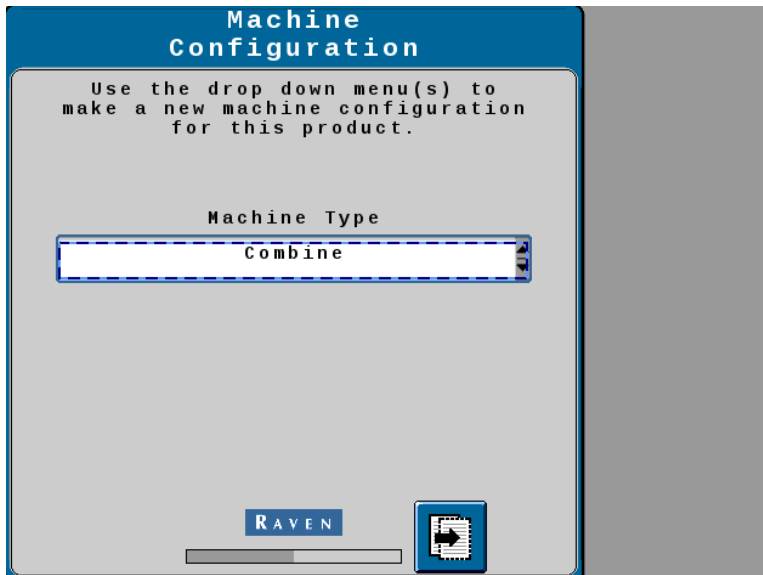 Machine
Configuration
Use the drop down menu(s) to
make a new machine configuration
for this product.
Machine Type
Combine
RAVEN